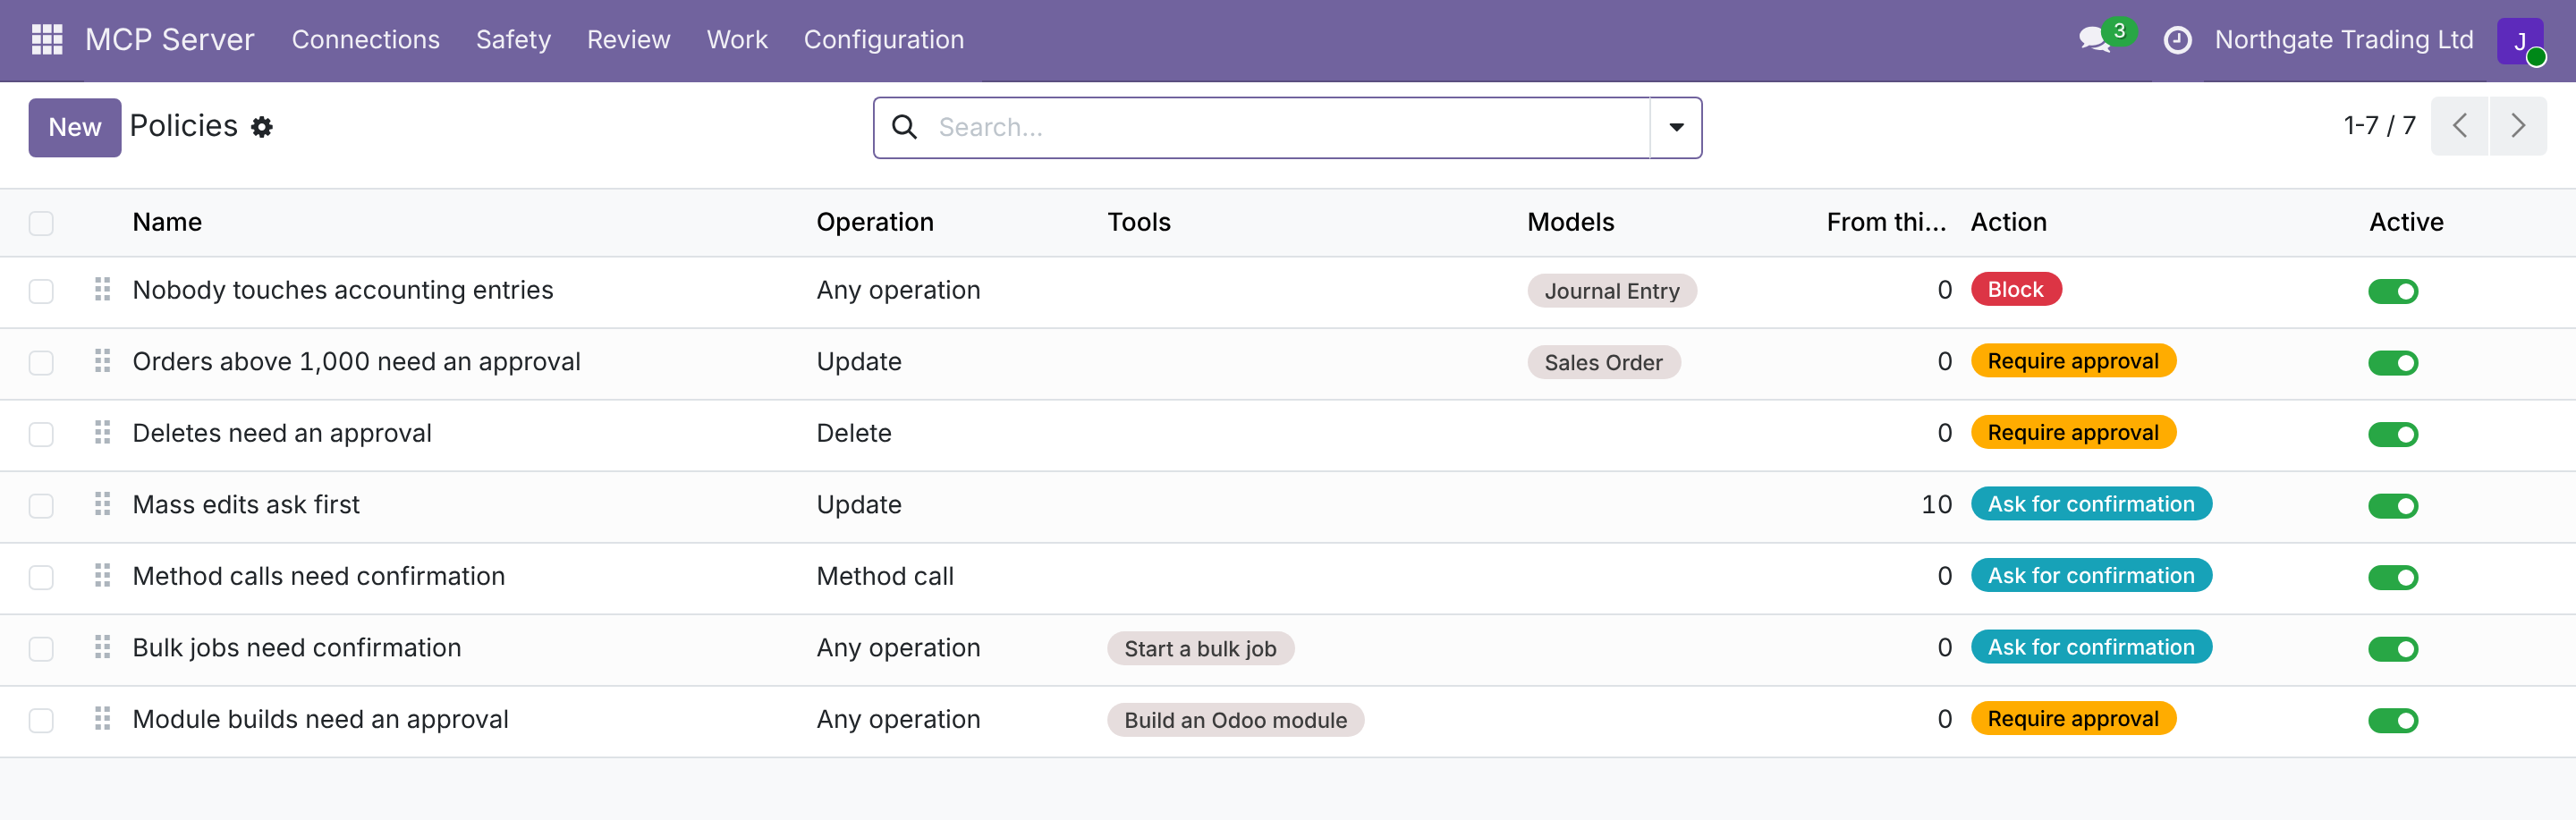 MCP Server Connections Safety Review Work Configuration 3 Northgate Trading Ltd J
New Policies Search... 1-7 / 7
Name Operation Tools Models From thi... Action Active
Nobody touches accounting entries Any operation Journal Entry 0 Block
Orders above 1,000 need an approval Update Sales Order 0 Require approval
Deletes need an approval Delete 0 Require approval
Mass edits ask first Update 10 Ask for confirmation
Method calls need confirmation Method call 0 Ask for confirmation
Bulk jobs need confirmation Any operation Start a bulk job 0 Ask for confirmation
Module builds need an approval Any operation Build an Odoo module 0 Require approval